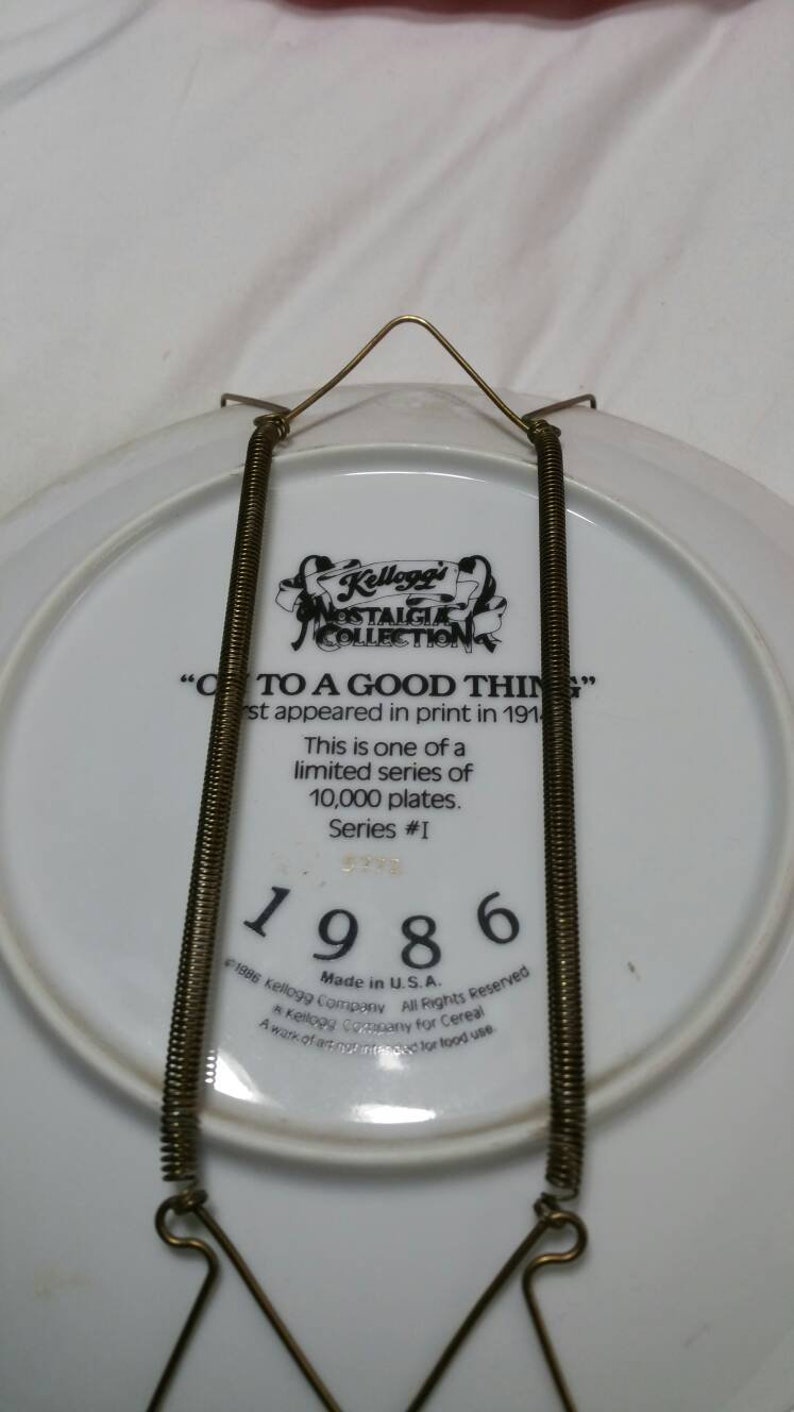 Kellogg's
NOSTALGIA
COLLECTION
"O TO A GOOD THING"
rst appeared in print in 191
This is one of a
limited series of
10,000 plates.
Series #I
1986
Made in U.S.A.
©1986 Kellogg Company All Rights Reserved
® Kellogg Company for Cereal
A work of art not intended for food use.